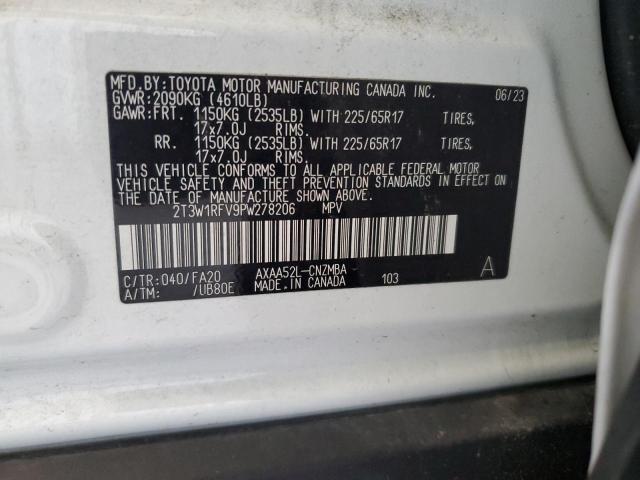 MFD.BY:TOYOTA MOTOR MANUFACTURING CANADA INC.
GVWR:2090KG (4610LB) 06/23
GAWR:FRT. 1150KG (2535LB) WITH 225/65R17 TIRES,
17x7.0J RIMS.
RR. 1150KG (2535LB) WITH 225/65R17 TIRES,
17x7.0J RIMS.
THIS VEHICLE CONFORMS TO ALL APPLICABLE FEDERAL MOTOR
VEHICLE SAFETY AND THEFT PREVENTION STANDARDS IN EFFECT ON
THE DATE OF MANUFACTURE SHOWN ABOVE.
2T3W1RFV9PW278206 MPV
C/TR:040/FA20 AXAA52L-CNZMBA A
A/TM: /UB80E MADE IN CANADA 103